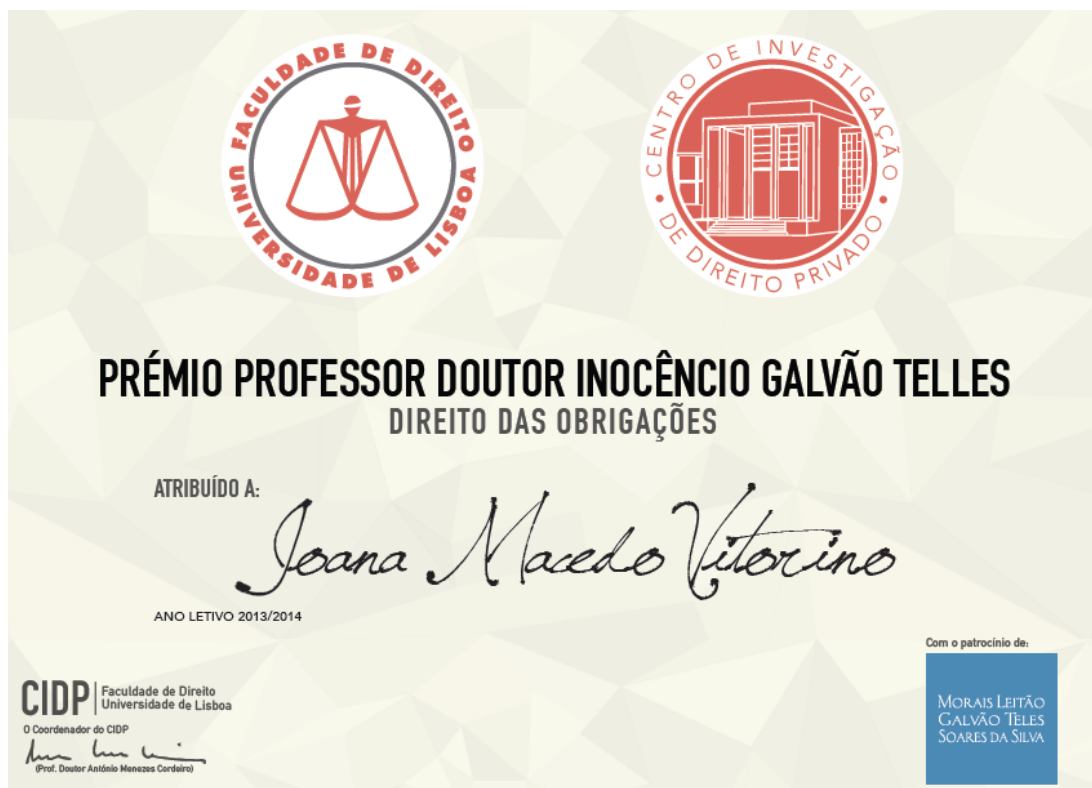 FACULDADE DE DIREITO
UNIVERSIDADE DE LISBOA
CENTRO DE INVESTIGAÇÃO
• DE DIREITO PRIVADO •
PRÉMIO PROFESSOR DOUTOR INOCÊNCIO GALVÃO TELLES
DIREITO DAS OBRIGAÇÕES
ATRIBUÍDO A:
Joana Macedo Vitorino
ANO LETIVO 2013/2014
Com o patrocínio de:
MORAIS LEITÃO
GALVÃO TELES
SOARES DA SILVA
CIDP
Faculdade de Direito
Universidade de Lisboa
O Coordenador do CIDP
(Prof. Doutor António Menezes Cordeiro)